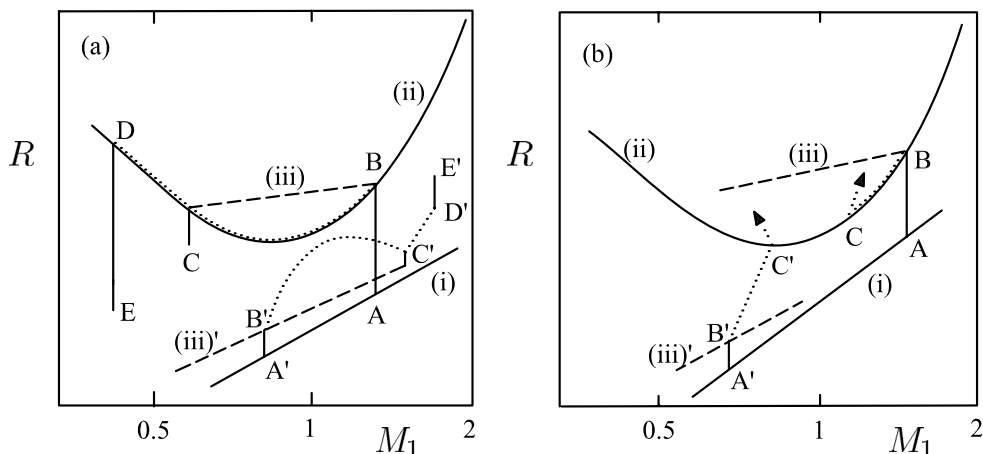 (a)
(ii)
D
B
R
(iii)
E'
D'
C
C'
(i)
E
B'
A
(iii)'
A'
0.5
1
M1
2
(b)
(iii)
R
(ii)
B
C
C'
A
(i)
B'
(iii)'
A'
0.5
1
M1
2